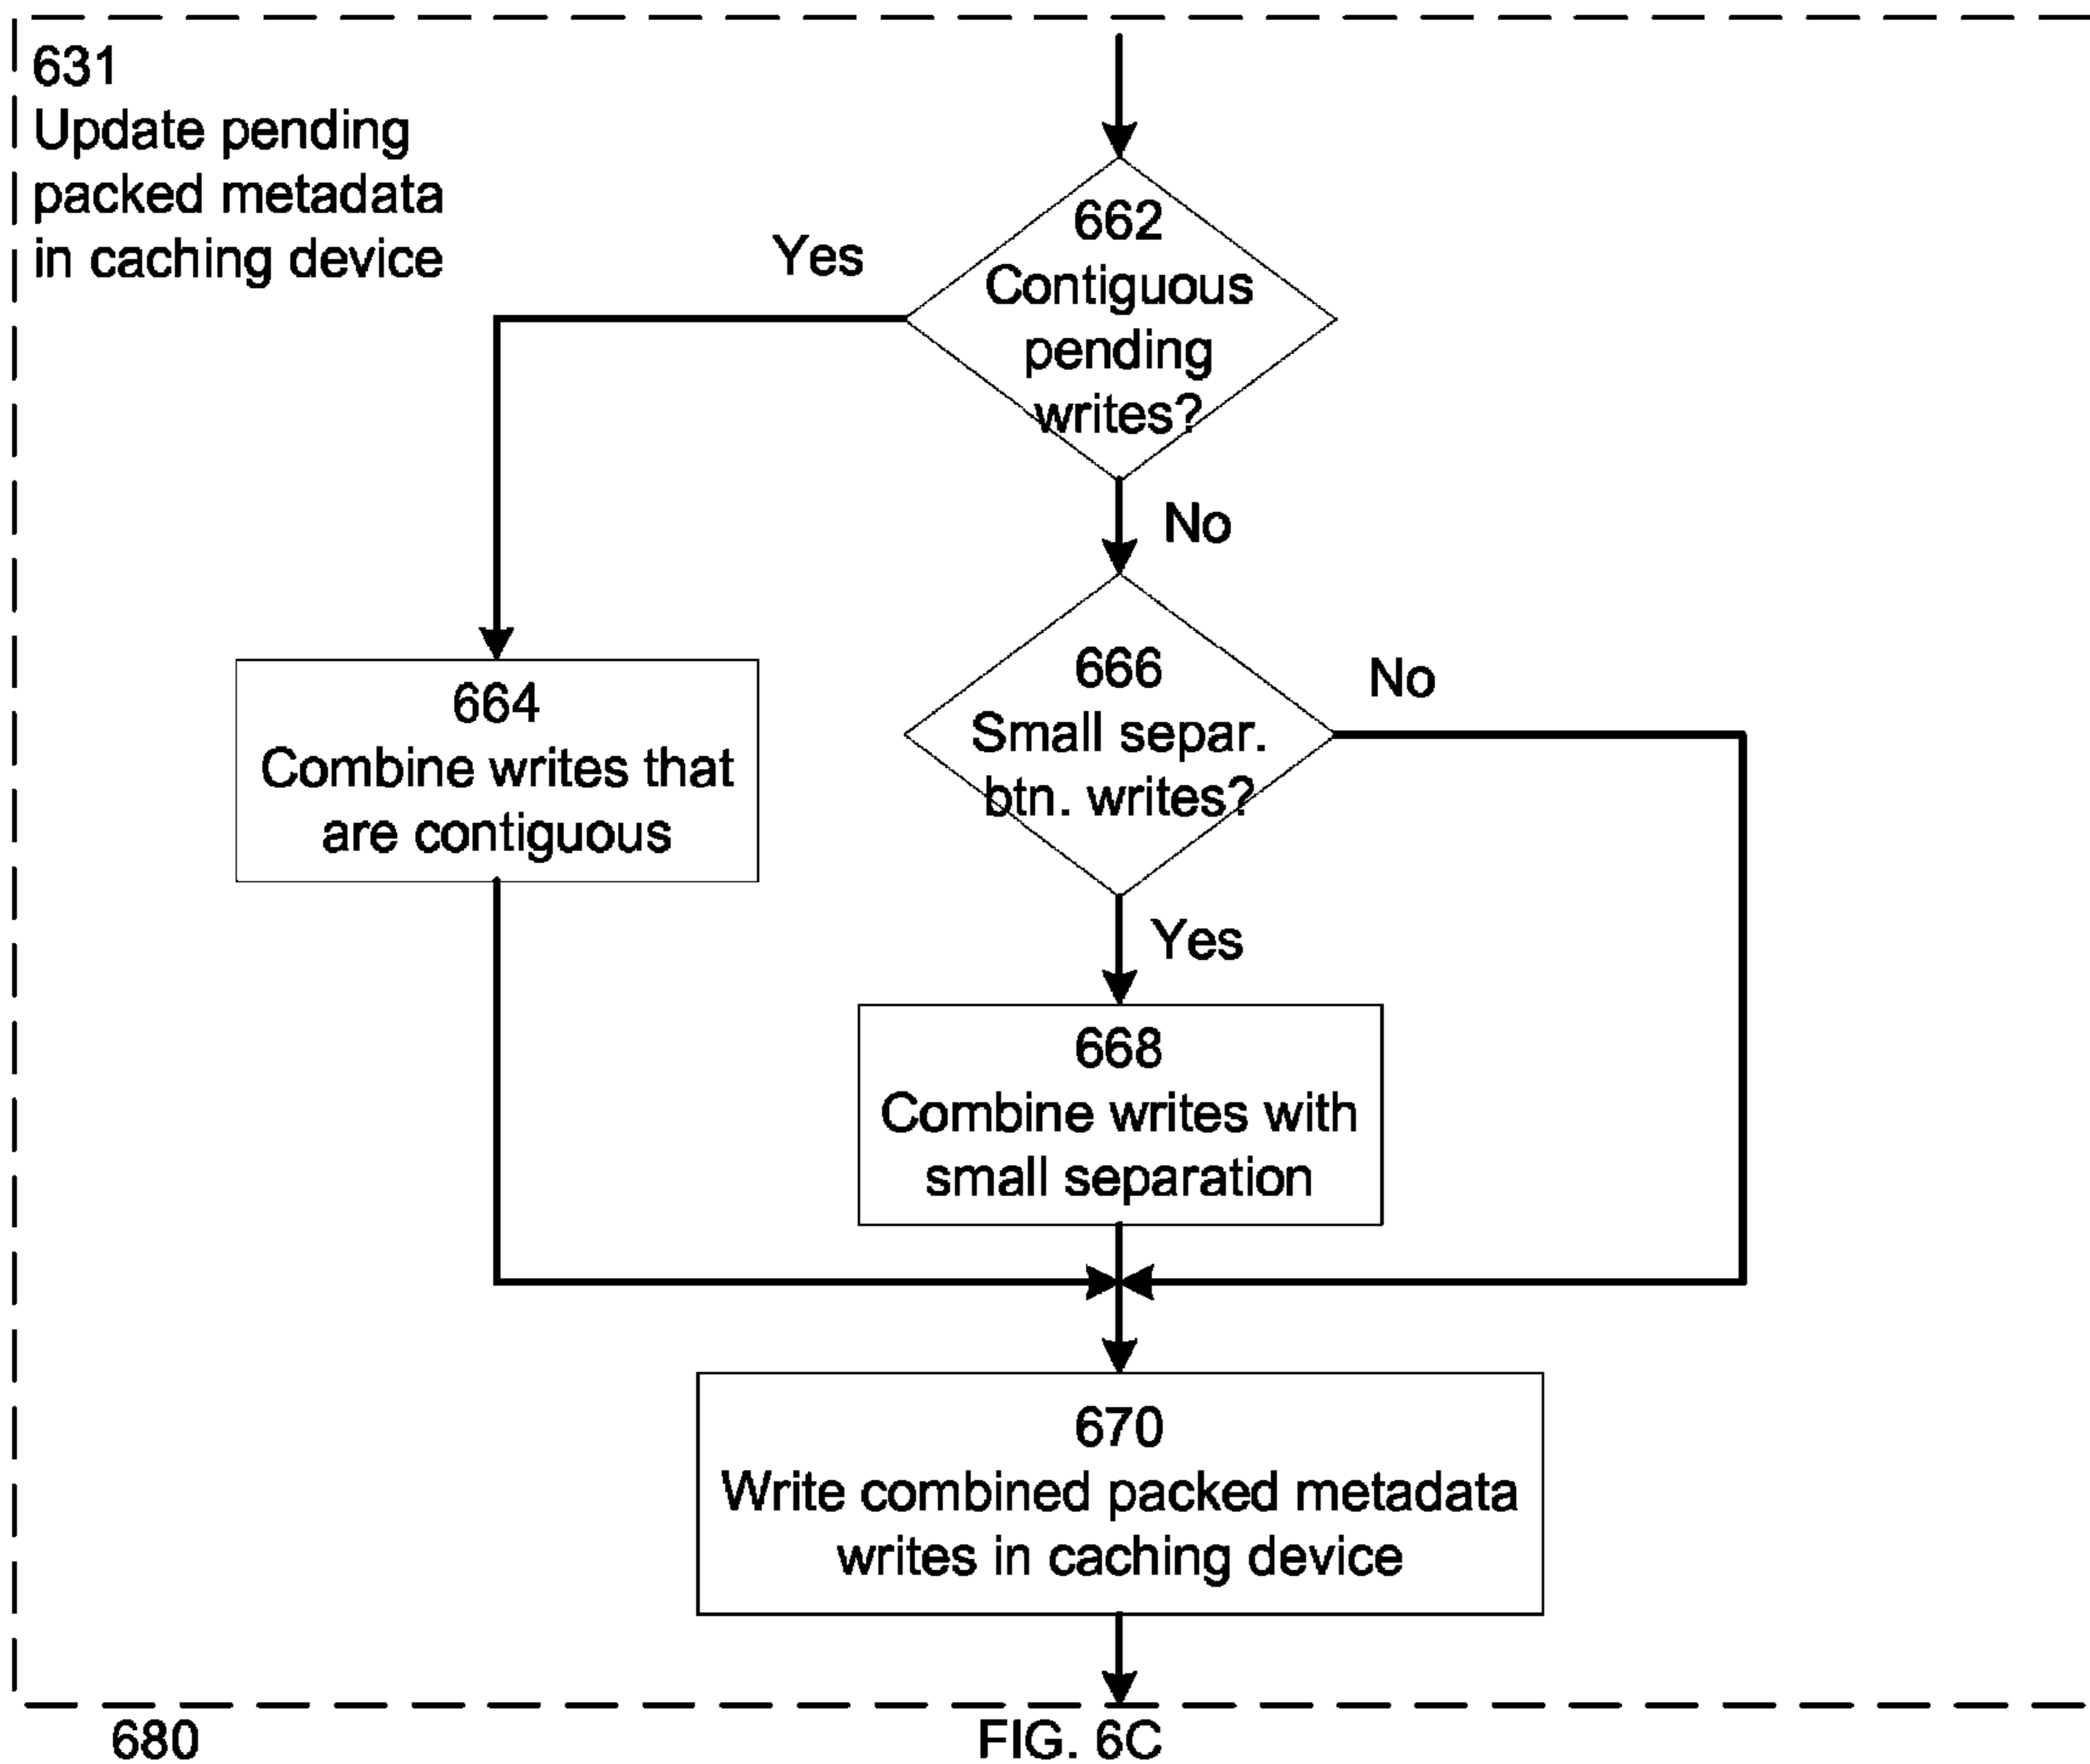 631
Update pending
packed metadata
in caching device
662
Contiguous
pending
writes?
Yes
No
664
Combine writes that
are contiguous
666
Small separ.
btn. writes?
No
Yes
668
Combine writes with
small separation
670
Write combined packed metadata
writes in caching device
680
FIG. 6C